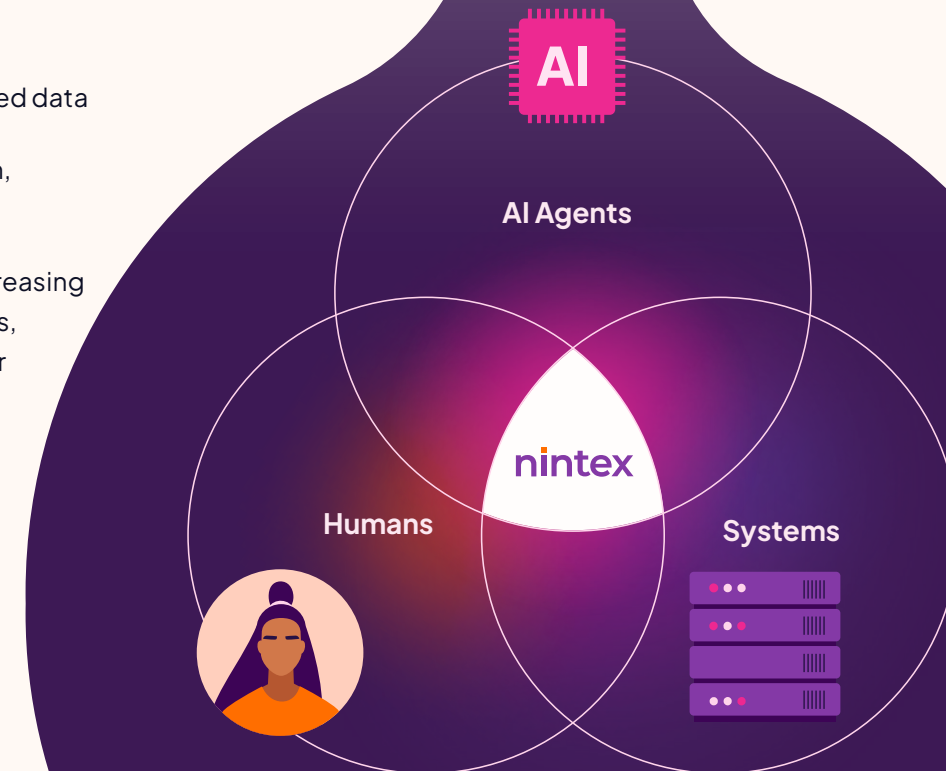 AI
ed data
n,
AI Agents
reasing
s,
r
nintex
Humans
Systems